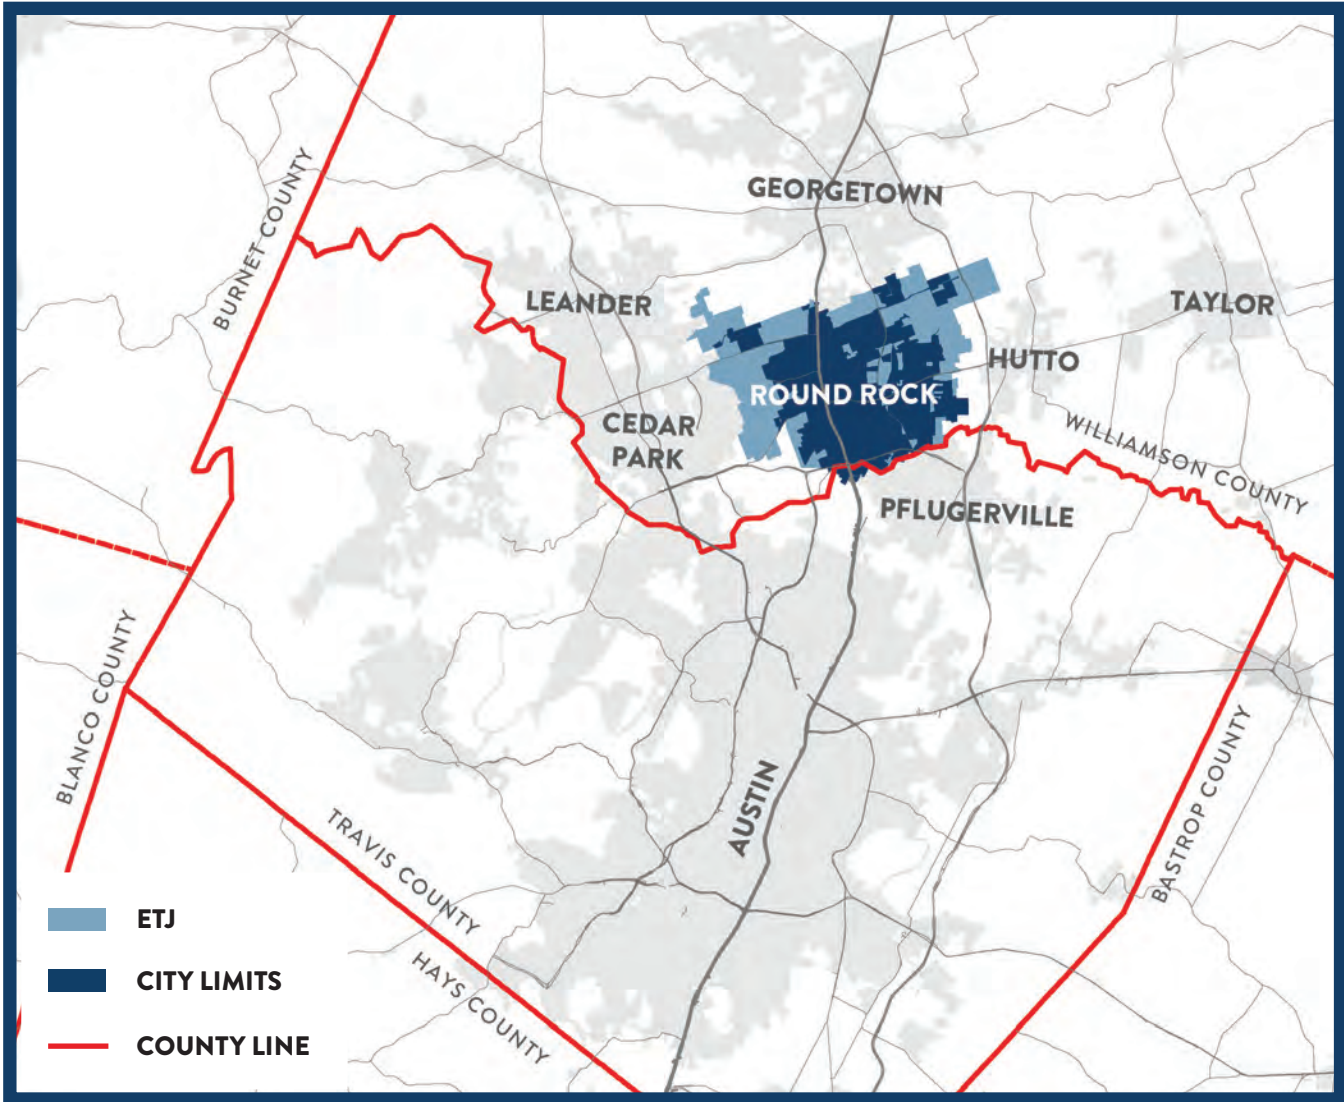 GEORGETOWN
BURNET COUNTY
LEANDER
TAYLOR
HUTTO
ROUND ROCK
CEDAR
PARK
WILLIAMSON COUNTY
PFLUGERVILLE
BLANCO COUNTY
AUSTIN
BASTROP COUNTY
TRAVIS COUNTY
HAYS COUNTY
ETJ
CITY LIMITS
COUNTY LINE